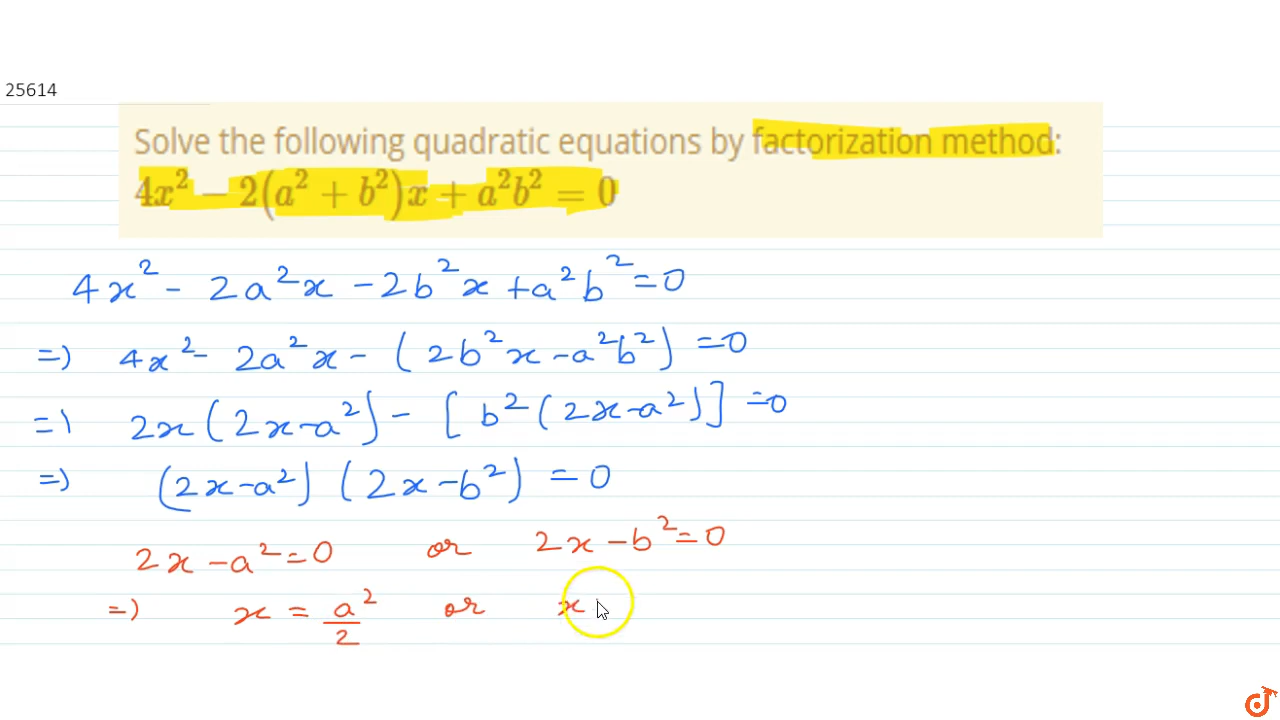 25614
Solve the following quadratic equations by factorization method:
4x² − 2(a² + b²)x + a²b² = 0
4x² - 2a²x - 2b²x + a²b² = 0
=) 4x² - 2a²x - (2b²x - a²b²) = 0
=) 2x(2x-a²) - [b²(2x-a²)] = 0
=) (2x-a²) (2x-b²) = 0
2x-a² = 0 or 2x-b² = 0
=) x = a²/2 or x